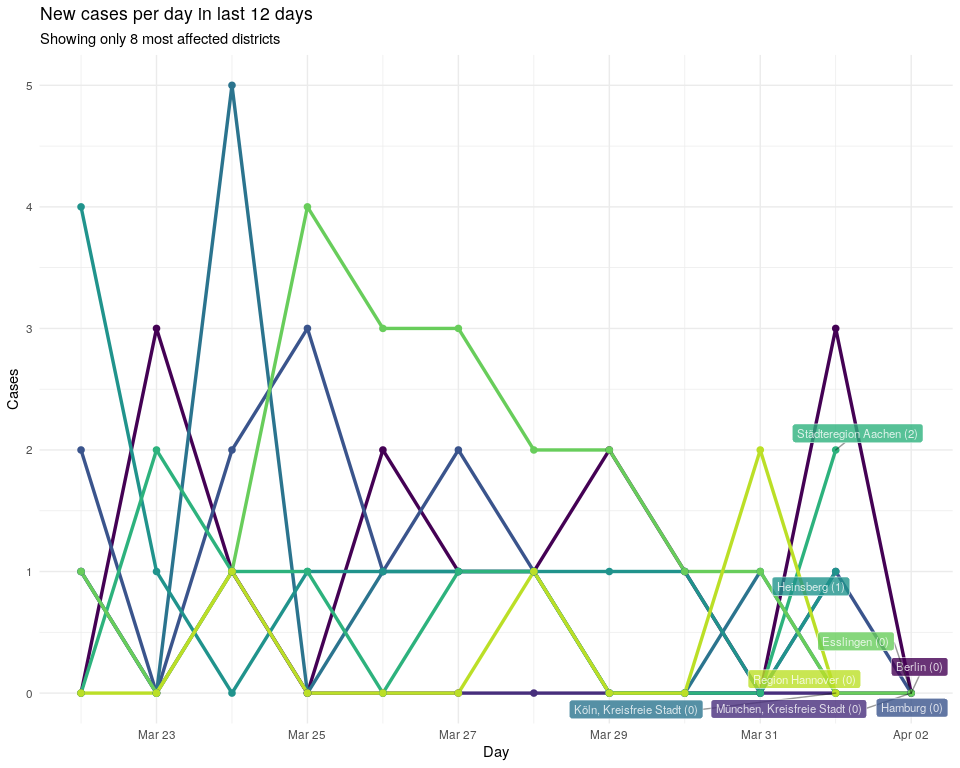 New cases per day in last 12 days
Showing only 8 most affected districts
5
4
3
2
1
0
Cases
Städteregion Aachen (2)
Heinsberg (1)
Esslingen (0)
Berlin (0)
Region Hannover (0)
Köln, Kreisfreie Stadt (0)
München, Kreisfreie Stadt (0)
Hamburg (0)
Mar 23
Mar 25
Mar 27
Mar 29
Mar 31
Apr 02
Day